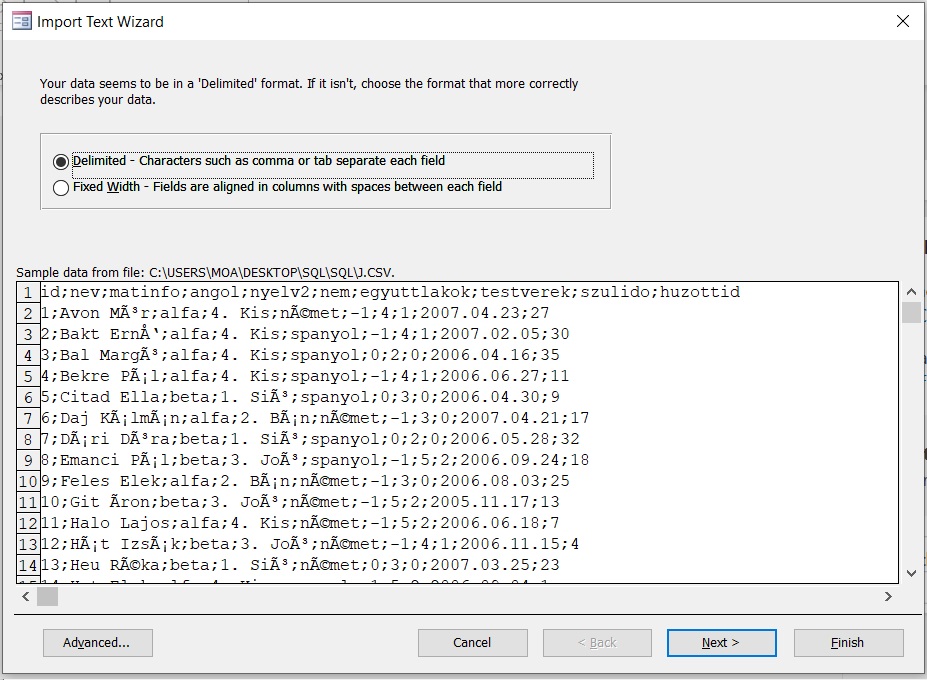 Import Text Wizard
Your data seems to be in a 'Delimited' format. If it isn't, choose the format that more correctly
describes your data.
Delimited - Characters such as comma or tab separate each field
Fixed Width - Fields are aligned in columns with spaces between each field
Sample data from file: C:\USERS\MOA\DESKTOP\SQL\SQL\J.CSV.
1 id;nev;matinfo;angol;nyelv2;nem;egyuttlakok;testverek;szulido;huzottid
2 1;Avon MÃ³r;alfa;4. Kis;nÃ©met;-1;4;1;2007.04.23;27
3 2;Bakt ErnÅ‘;alfa;4. Kis;spanyol;-1;4;1;2007.02.05;30
4 3;Bal MargÃ³;alfa;4. Kis;spanyol;0;2;0;2006.04.16;35
5 4;Bekre PÃ¡l;alfa;4. Kis;spanyol;-1;4;1;2006.06.27;11
6 5;Citad Ella;beta;1. SiÃ³;spanyol;0;3;0;2006.04.30;9
7 6;Daj KÃ¡lmÃ¡n;alfa;2. BÃ¡n;nÃ©met;-1;3;0;2007.04.21;17
8 7;DÃ¡ri DÃ³ra;beta;1. SiÃ³;spanyol;0;2;0;2006.05.28;32
9 8;Emanci PÃ¡l;beta;3. JoÃ³;spanyol;-1;5;2;2006.09.24;18
10 9;Feles Elek;alfa;2. BÃ¡n;nÃ©met;-1;3;0;2006.08.03;25
11 10;Git Ãron;beta;3. JoÃ³;nÃ©met;-1;5;2;2005.11.17;13
12 11;Halo Lajos;alfa;4. Kis;nÃ©met;-1;5;2;2006.06.18;7
13 12;HÃ¡t IzsÃ¡k;beta;3. JoÃ³;nÃ©met;-1;4;1;2006.11.15;4
14 13;Heu RÃ©ka;beta;1. SiÃ³;nÃ©met;0;3;0;2007.03.25;23
Advanced...
Cancel
< Back
Next >
Finish